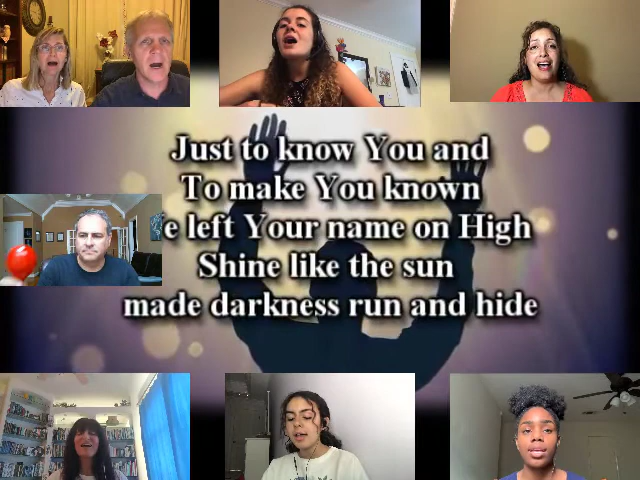 Just to know You and
To make You known
e left Your name on High
Shine like the sun
made darkness run and hide